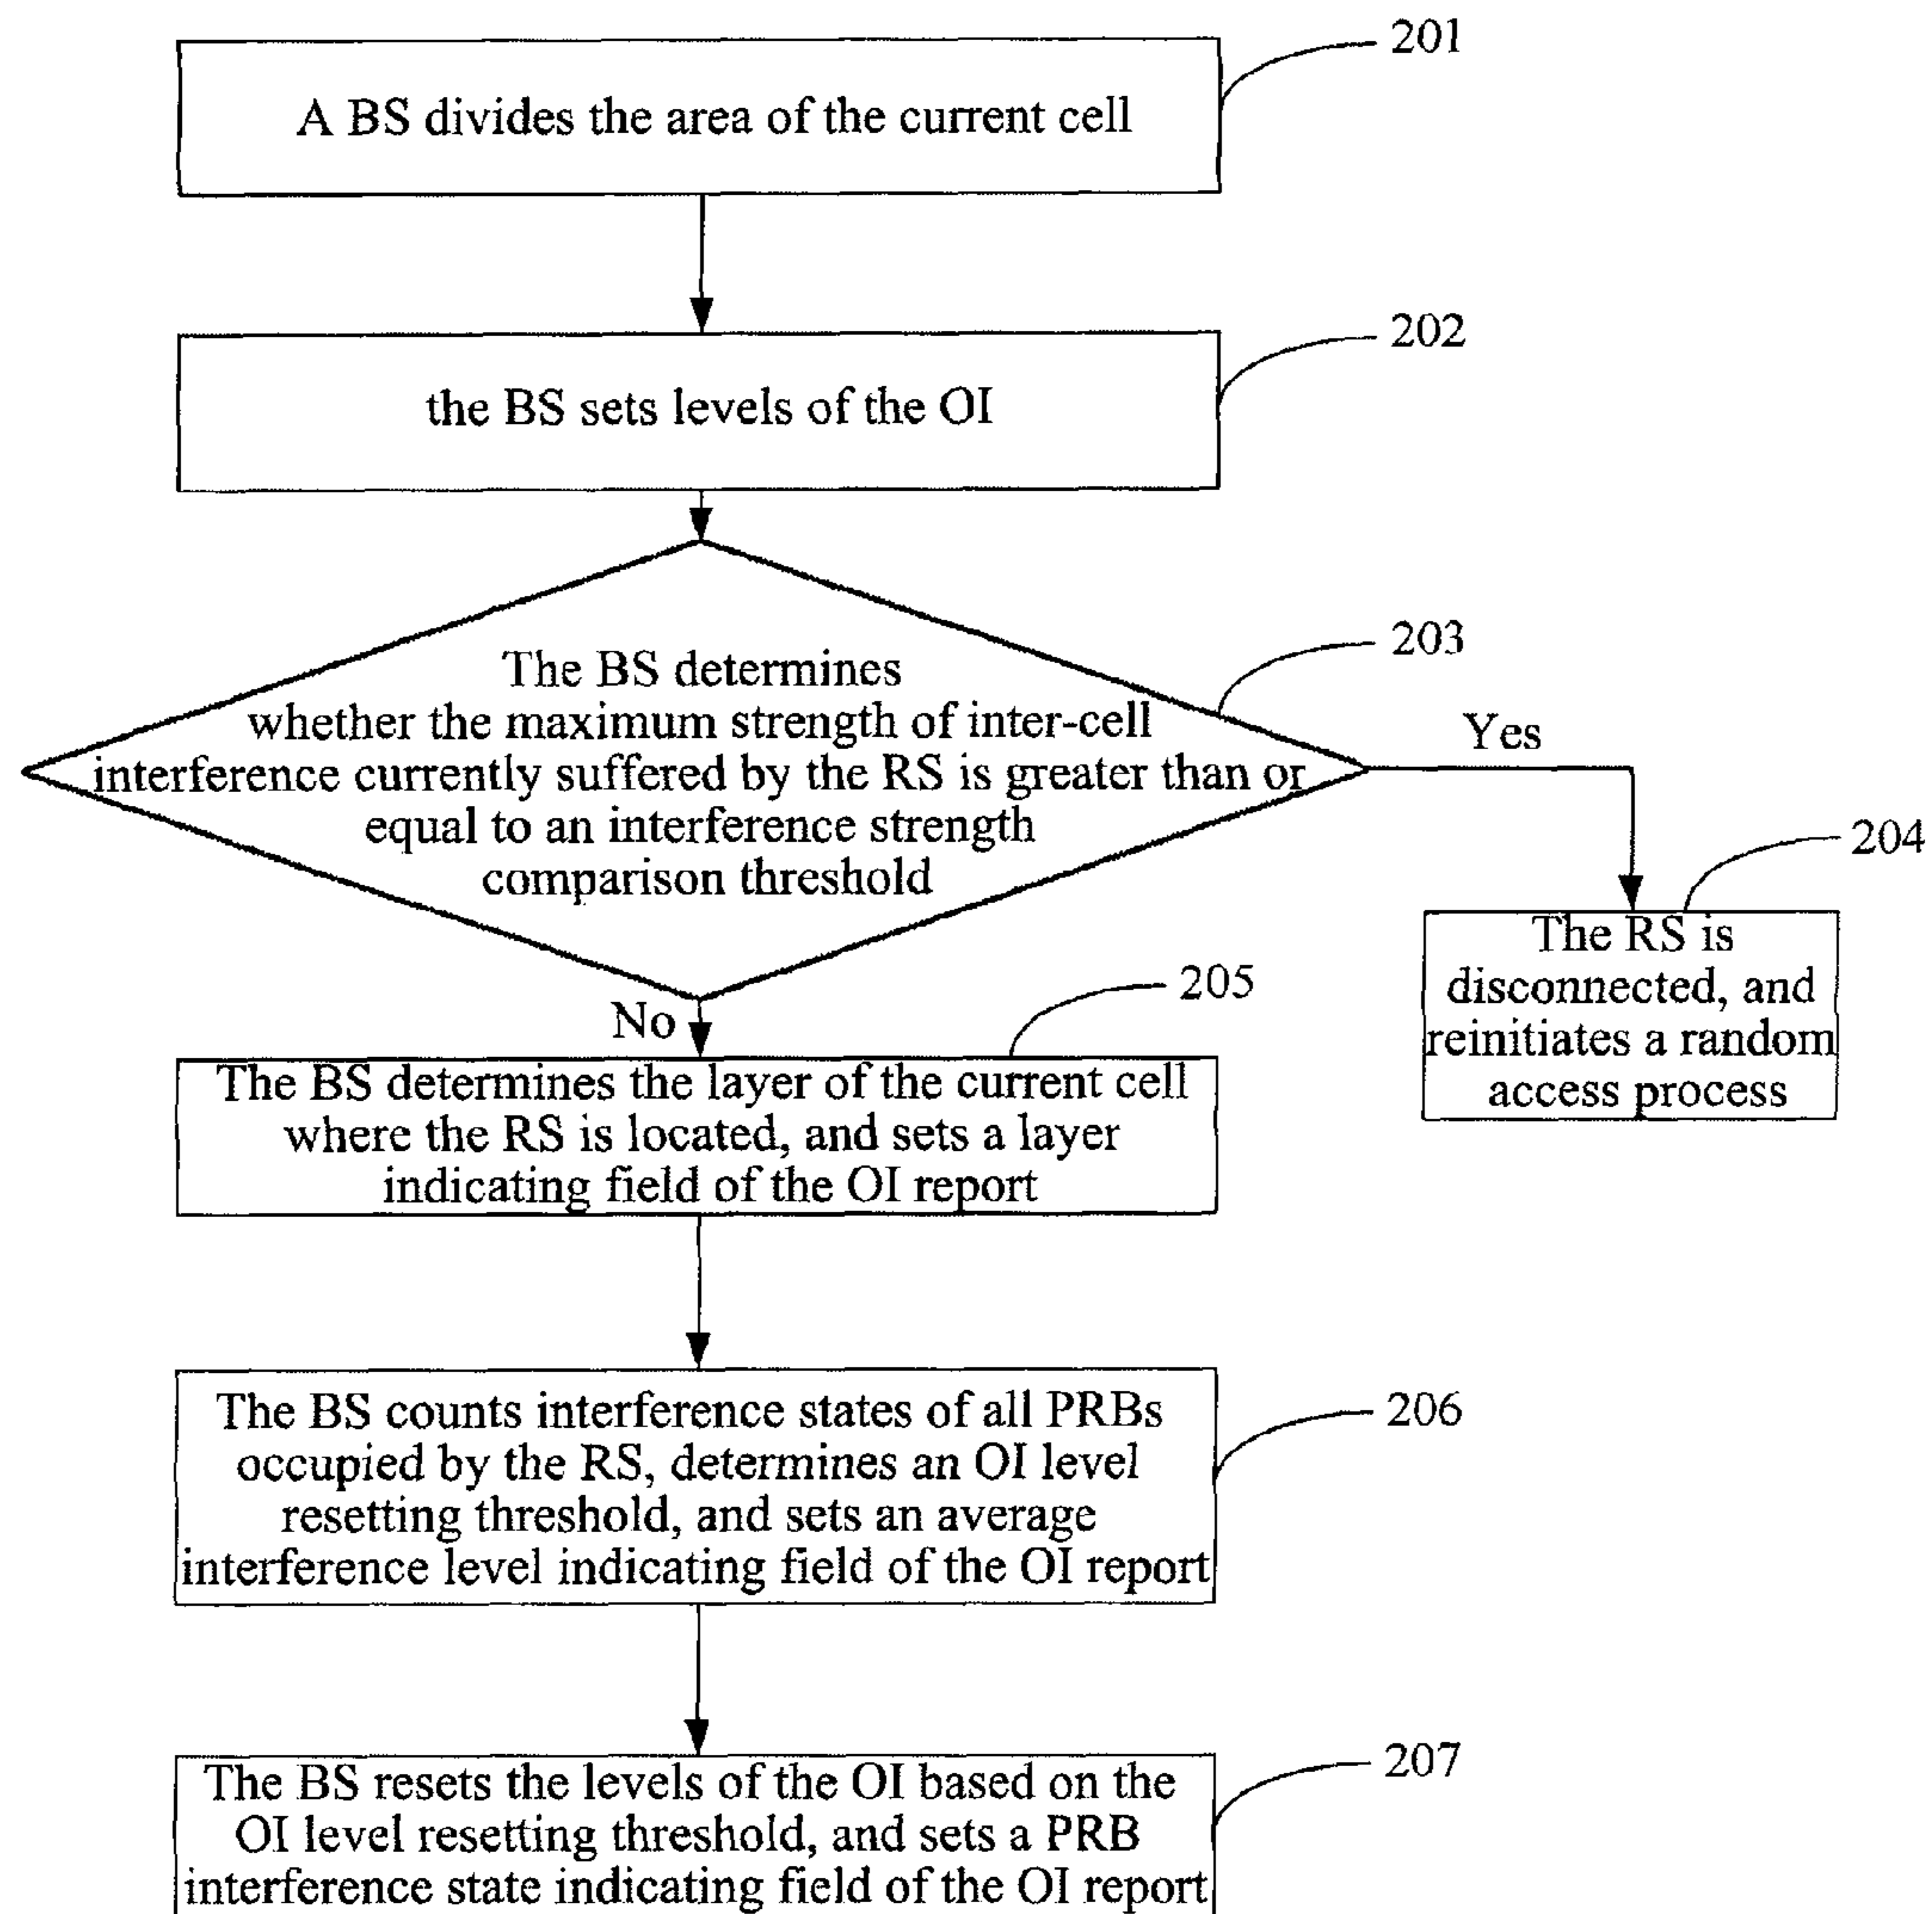 201
A BS divides the area of the current cell
202
the BS sets levels of the OI
203
The BS determines
whether the maximum strength of inter-cell
interference currently suffered by the RS is greater than or
equal to an interference strength
comparison threshold
Yes
204
The RS is
disconnected, and
reinitiates a random
access process
No
205
The BS determines the layer of the current cell
where the RS is located, and sets a layer
indicating field of the OI report
206
The BS counts interference states of all PRBs
occupied by the RS, determines an OI level
resetting threshold, and sets an average
interference level indicating field of the OI report
207
The BS resets the levels of the OI based on the
OI level resetting threshold, and sets a PRB
interference state indicating field of the OI report